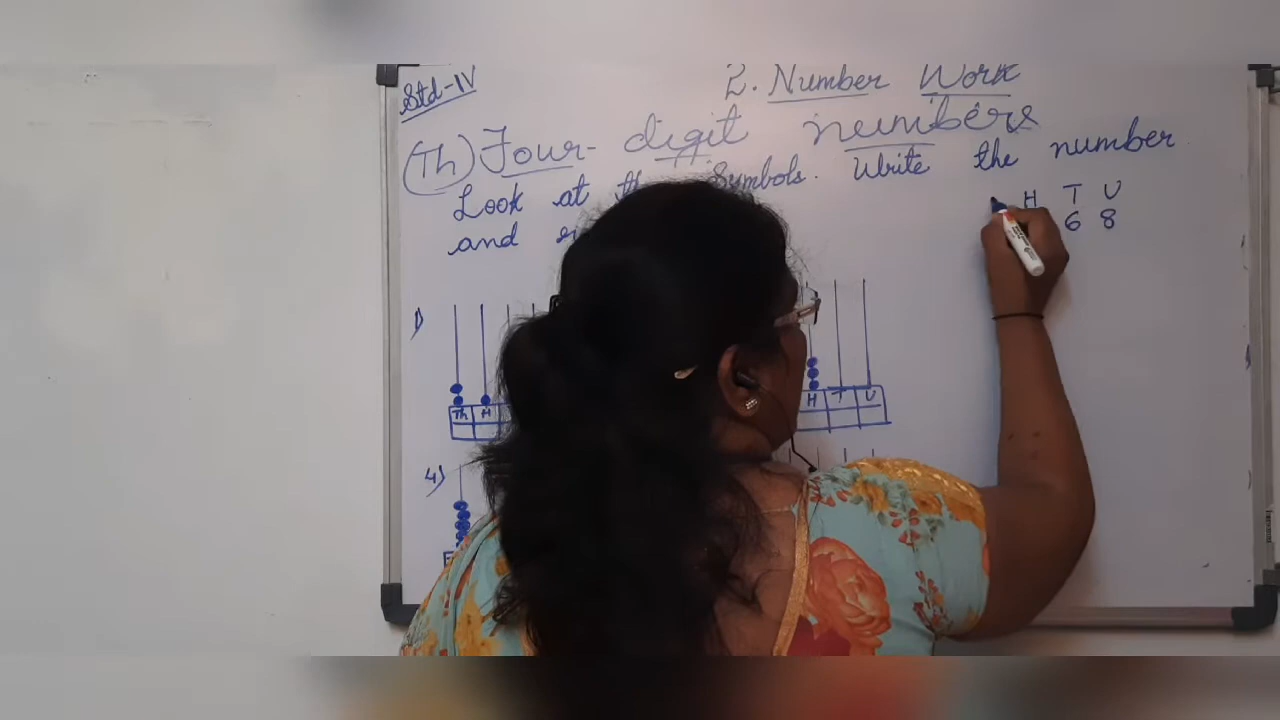 Std-IV
2. Number Work
(Th) Four-digit numbers
Look at the Symbols. Write the number
H T U
and
6 8
1)
Th H
H T U
4)